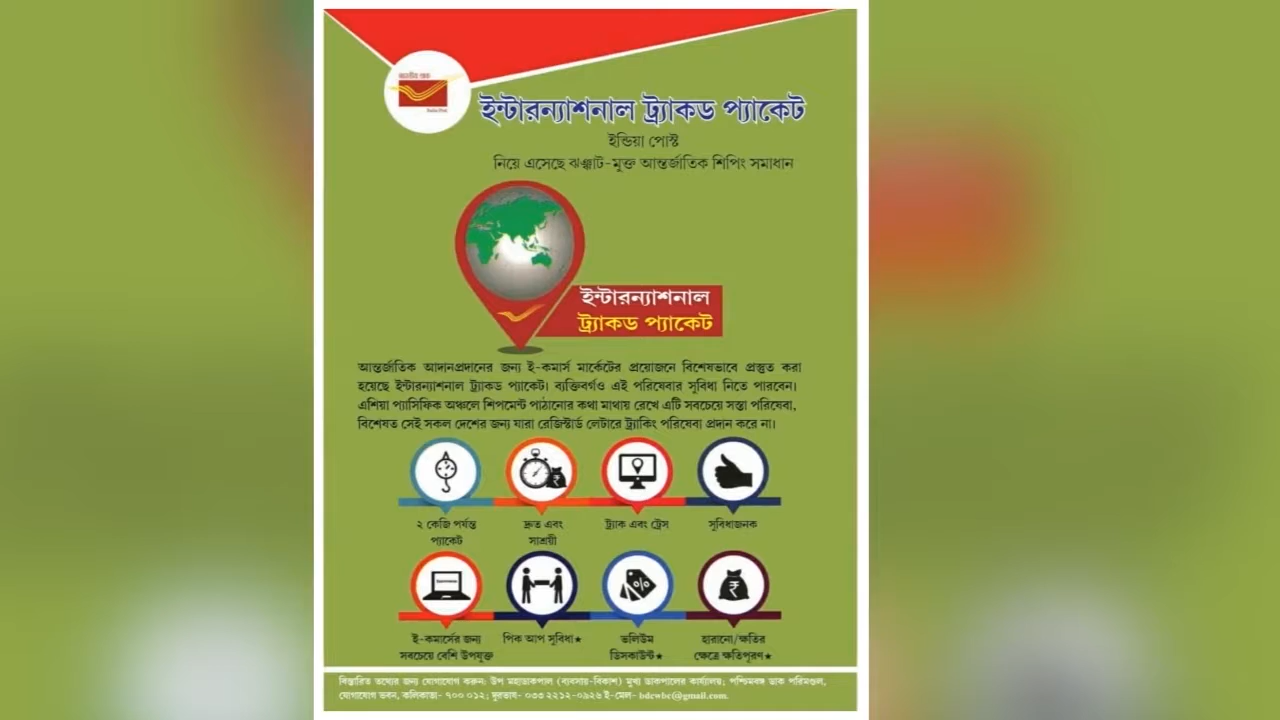 ভারতীয় ডাক
India Post
ইন্টারন্যাশনাল ট্র্যাকড প্যাকেট
ইন্ডিয়া পোস্ট
নিয়ে এসেছে ঝঞ্ঝাট-মুক্ত আন্তর্জাতিক শিপিং সমাধান
ইন্টারন্যাশনাল
ট্র্যাকড প্যাকেট
আন্তর্জাতিক আদানপ্রদানের জন্য ই-কমার্স মার্কেটের প্রয়োজনে বিশেষভাবে প্রস্তুত করা
হয়েছে ইন্টারন্যাশনাল ট্র্যাকড প্যাকেট। ব্যক্তিবর্গও এই পরিষেবার সুবিধা নিতে পারবেন।
এশিয়া প্যাসিফিক অঞ্চলে শিপমেন্ট পাঠানোর কথা মাথায় রেখে এটি সবচেয়ে সস্তা পরিষেবা,
বিশেষত সেই সকল দেশের জন্য যারা রেজিস্টার্ড লেটারে ট্র্যাকিং পরিষেবা প্রদান করে না।
২ কেজি পর্যন্ত
প্যাকেট
দ্রুত এবং
সাশ্রয়ী
ট্র্যাক এবং ট্রেস
সুবিধাজনক
ই-কমার্সের জন্য
সবচেয়ে বেশি উপযুক্ত
পিক আপ সুবিধা★
ভলিউম
ডিসকাউন্ট★
হারানো/ক্ষতির
ক্ষেত্রে ক্ষতিপূরণ★
বিস্তারিত তথ্যের জন্য যোগাযোগ করুন: উপ মহাডাকপাল (ব্যবসায়-বিকাশ) মুখ্য ডাকপালের কার্য্যালয়; পশ্চিমবঙ্গ ডাক পরিমণ্ডল,
যোগাযোগ ভবন, কলিকাতা- ৭০০ ০১২; দুরভাষ- ০৩৩ ২২১২-০৯২৬ ই-মেল- bdcwbc@gmail.com.